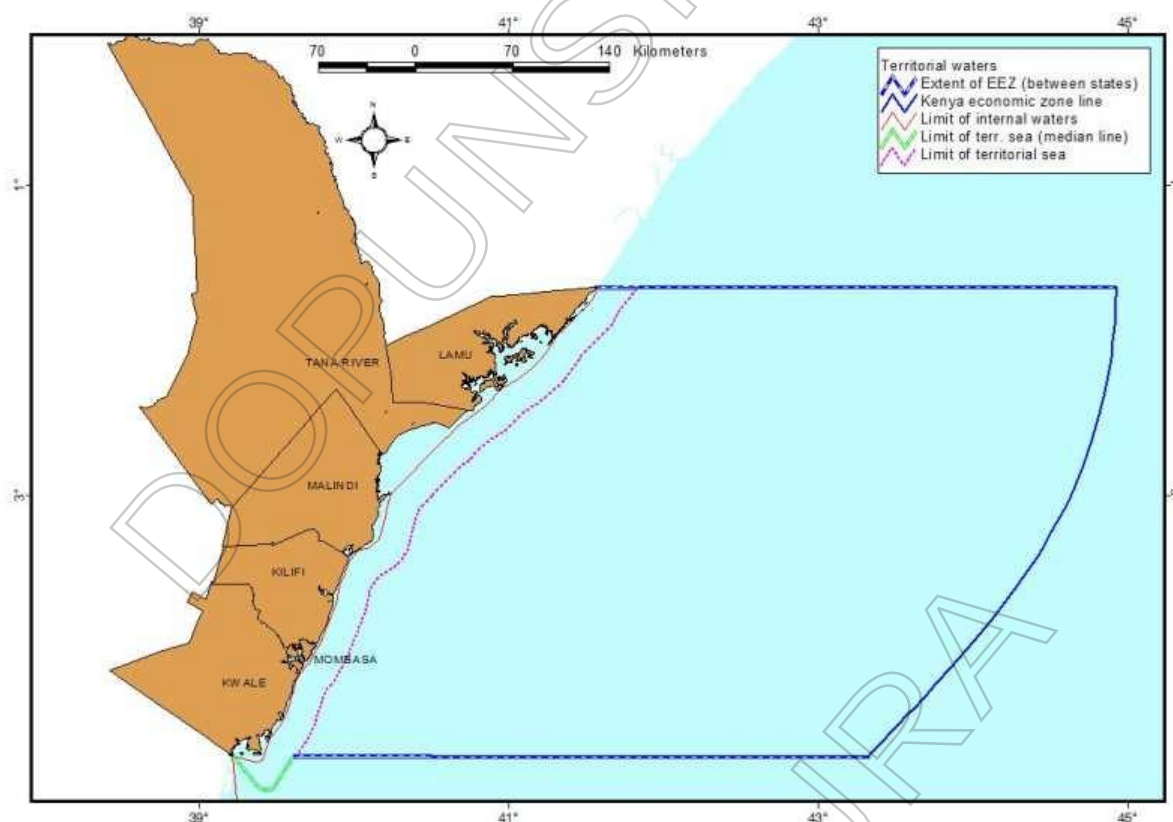 39° 41° 43° 45°
70 0 70 140 Kilometers
Territorial waters
Extent of EEZ (between states)
Kenya economic zone line
Limit of internal waters
Limit of terr. sea (median line)
Limit of territorial sea
N
W E
S
1°
LAMU
TANA RIVER
MALINDI
3°
KILIFI
MOMBASA
KWALE
39° 41° 43° 45°